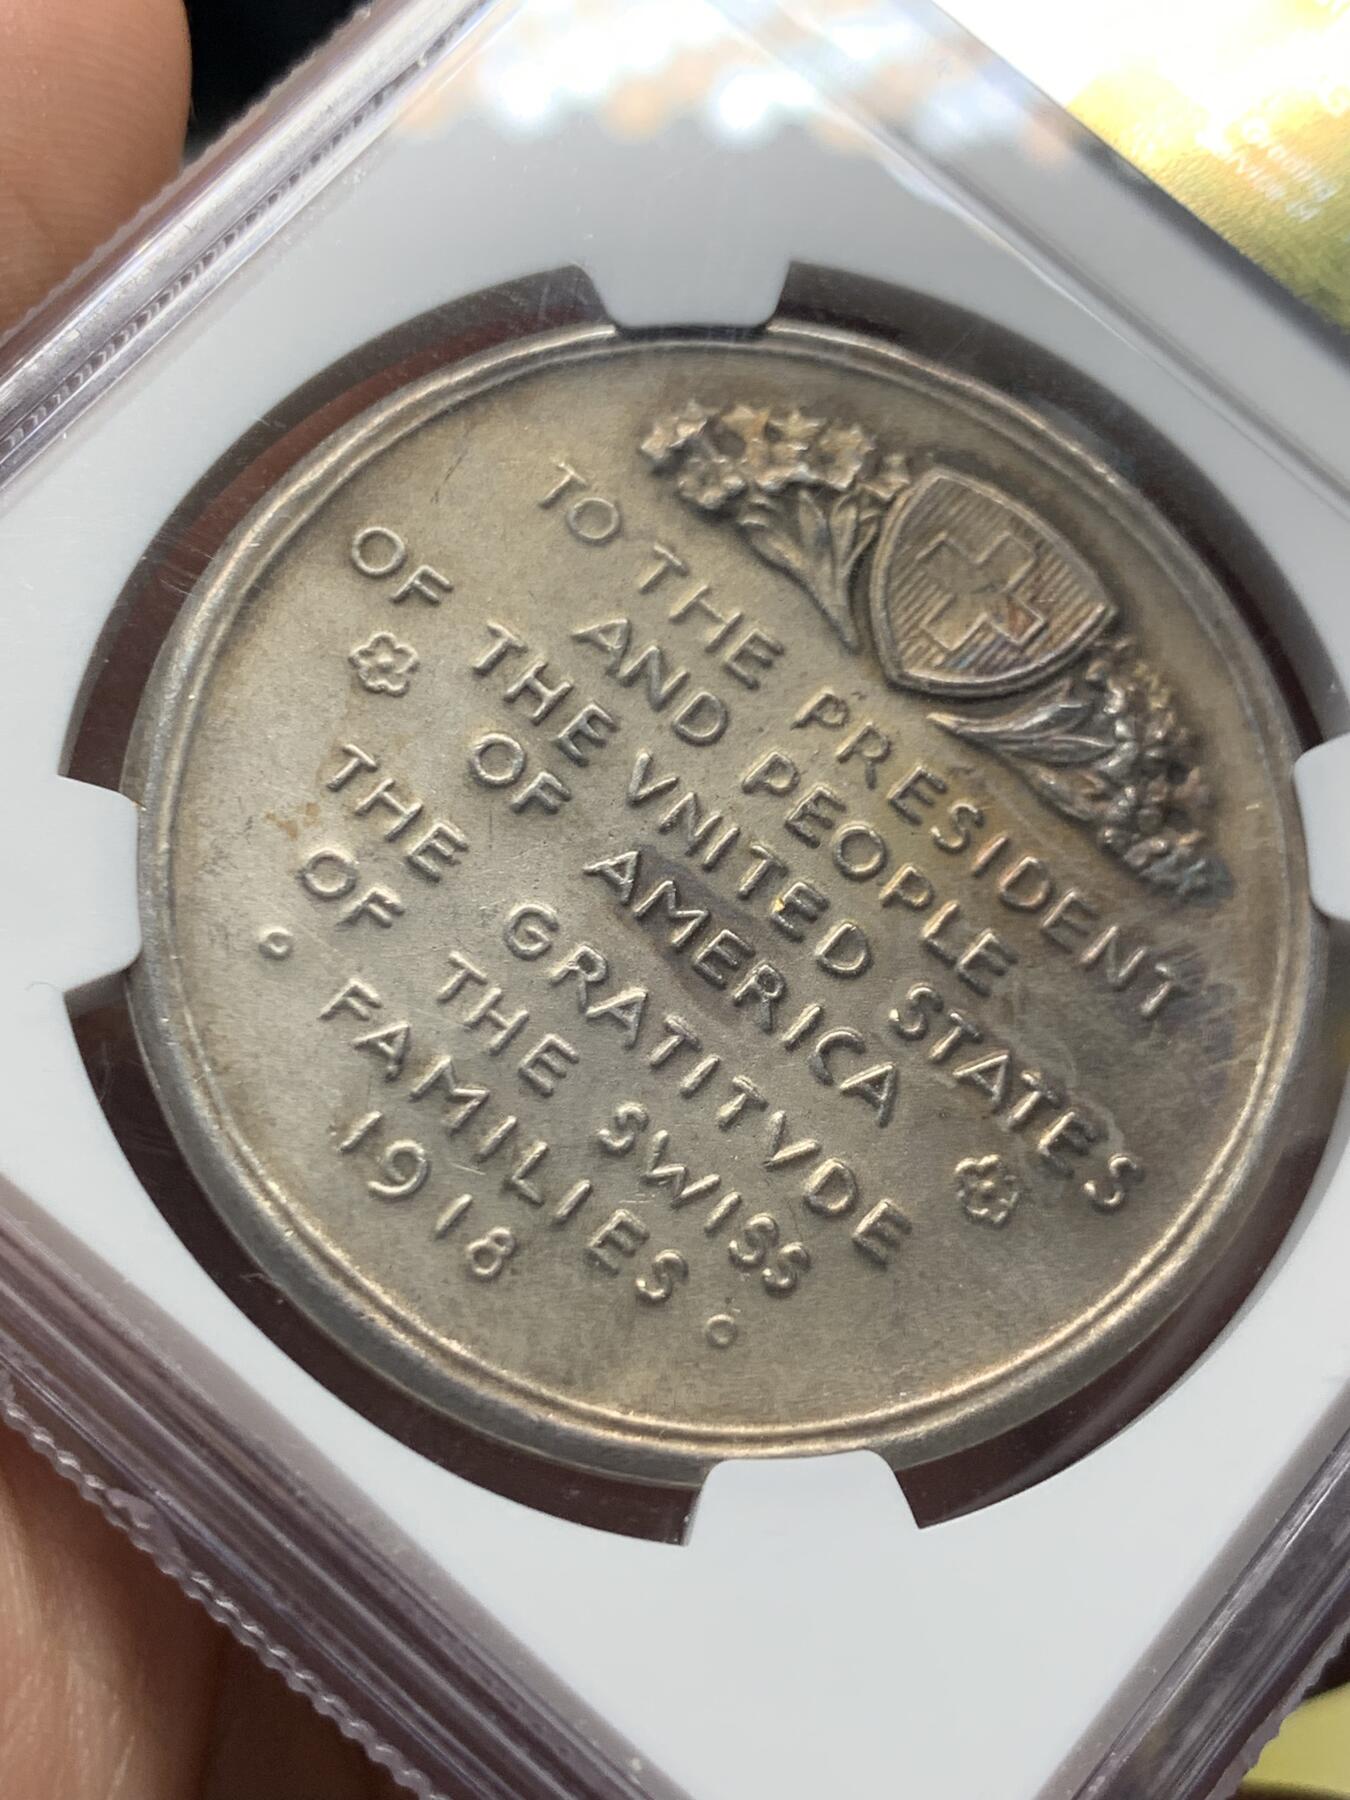 TO THE PRESIDENT
AND PEOPLE
OF THE VNITED STATES
OF AMERICA
THE GRATITVDE
OF THE SWISS
FAMILIES
1918